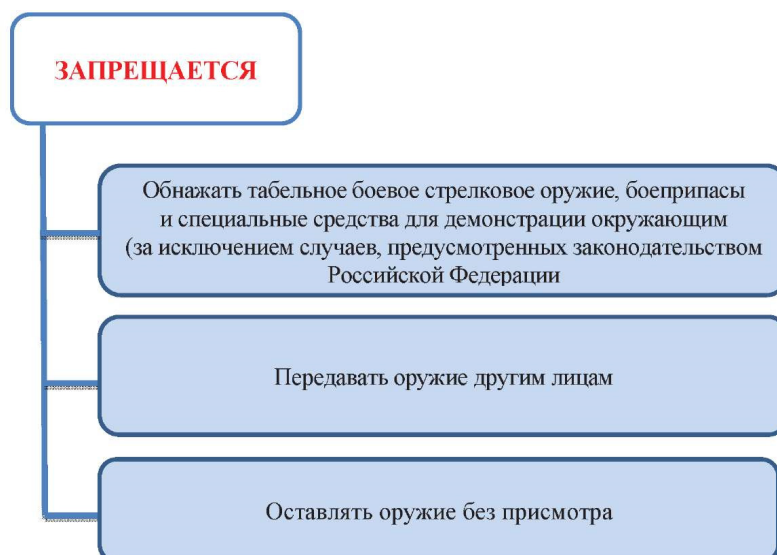 ЗАПРЕЩАЕТСЯ
Обнажать табельное боевое стрелковое оружие, боеприпасы
и специальные средства для демонстрации окружающим
(за исключением случаев, предусмотренных законодательством
Российской Федерации
Передавать оружие другим лицам
Оставлять оружие без присмотра